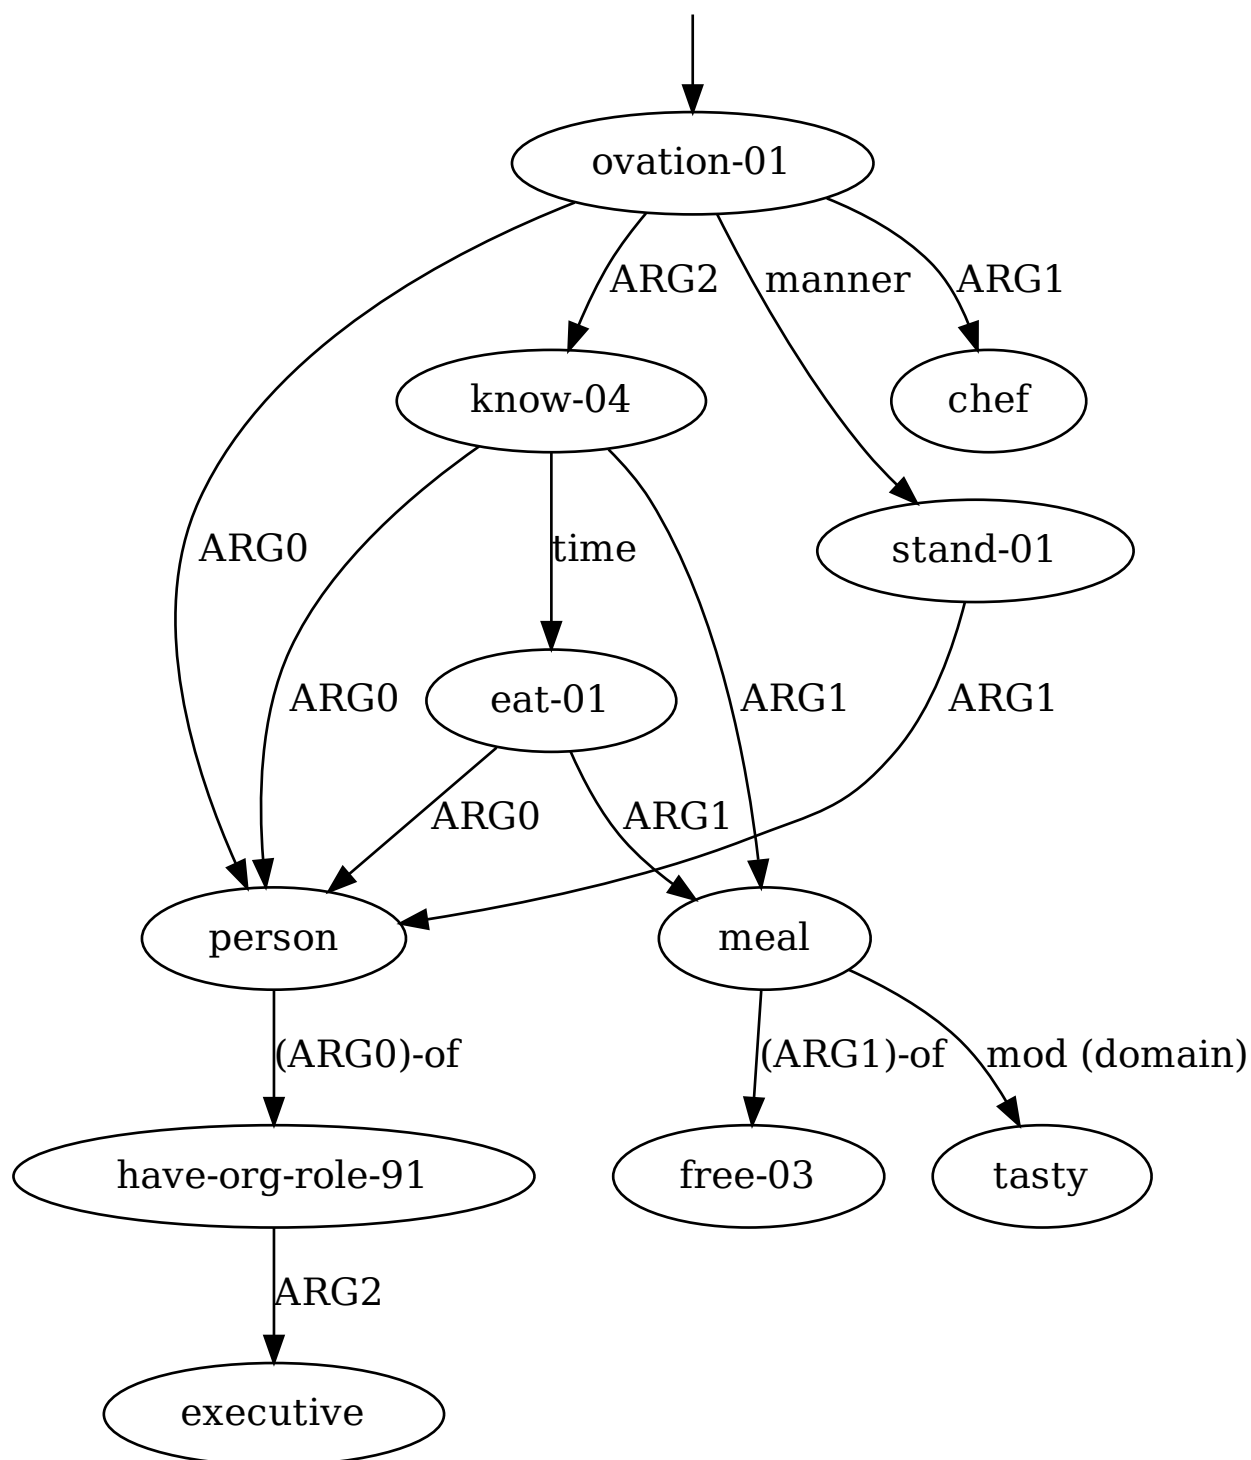 ovation-01
ARG2
manner
ARG1
know-04
chef
ARG0
time
stand-01
ARG0
eat-01
ARG1
ARG1
ARG0
ARG1
person
meal
(ARG0)-of
(ARG1)-of
mod (domain)
have-org-role-91
free-03
tasty
ARG2
executive